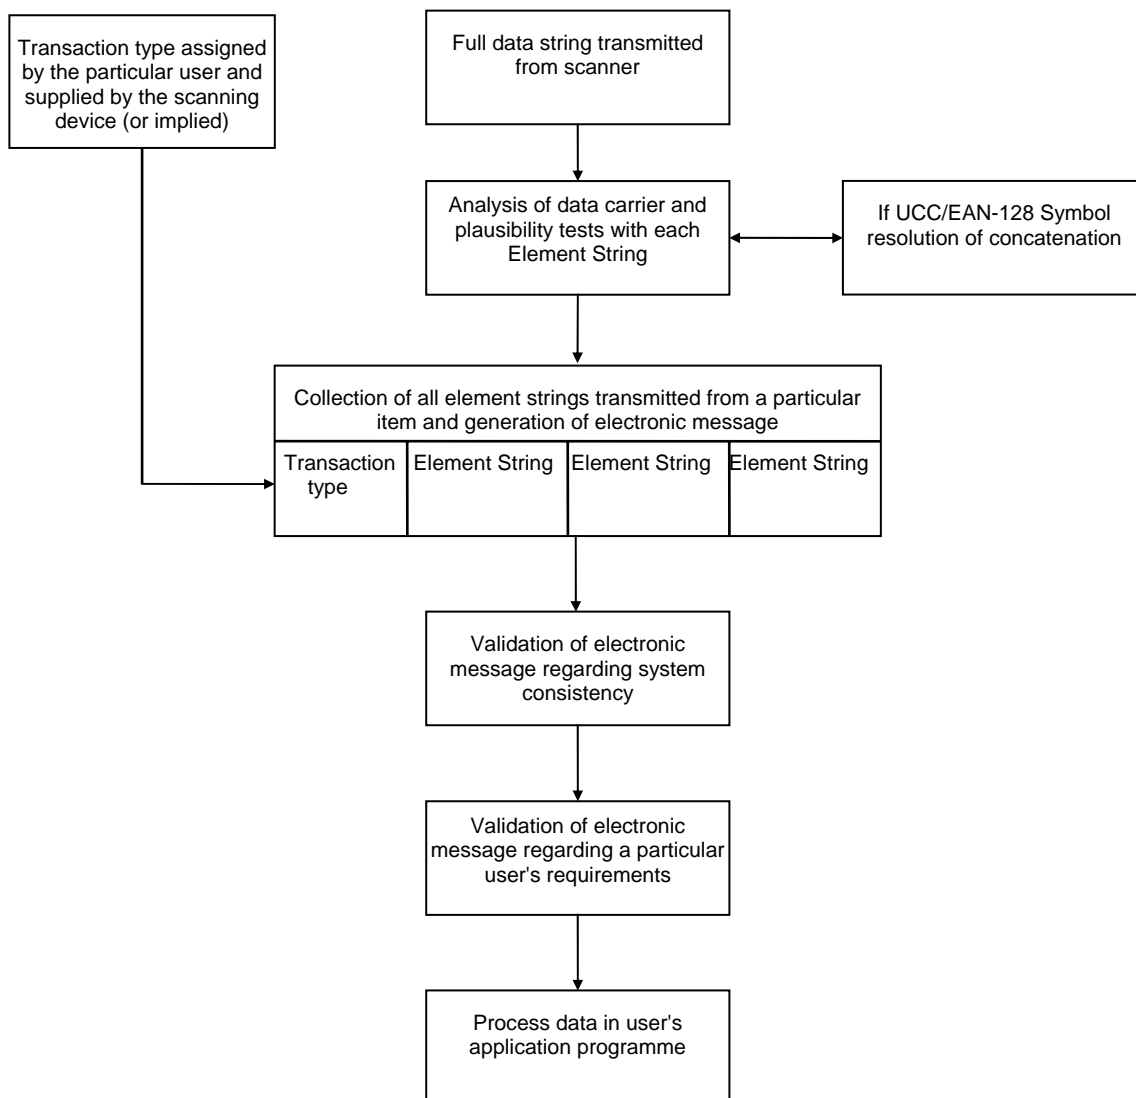 Transaction type assigned
by the particular user and
supplied by the scanning
device (or implied)
Full data string transmitted
from scanner
Analysis of data carrier and
plausibility tests with each
Element String
If UCC/EAN-128 Symbol
resolution of concatenation
Collection of all element strings transmitted from a particular
item and generation of electronic message
Transaction
type
Element String
Element String
Element String
Validation of electronic
message regarding system
consistency
Validation of electronic
message regarding a particular
user's requirements
Process data in user's
application programme